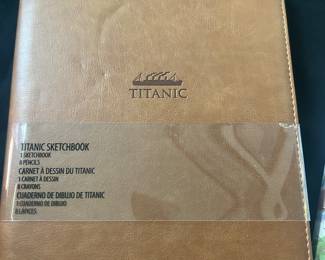 TITANIC
TITANIC SKETCHBOOK
1 SKETCHBOOK
8 PENCILS
CARNET À DESSIN DU TITANIC
1 CARNET À DESSIN
8 CRAYONS
CUADERNO DE DIBUJO DE TITANIC
1 CUADERNO DE DIBUJO
8 LÁPICES